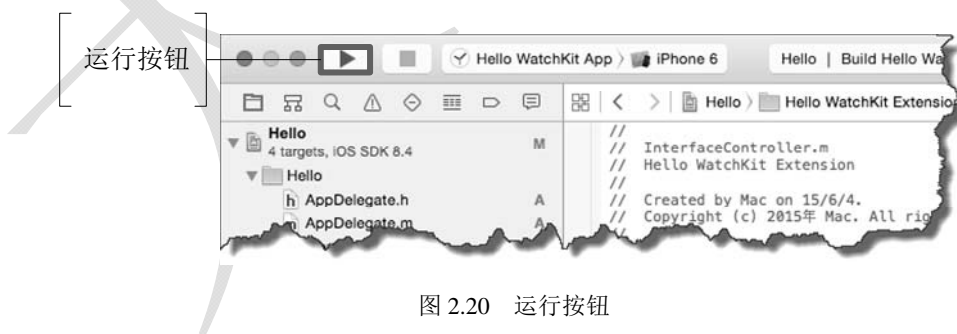 运行按钮
Hello WatchKit App 〉 iPhone 6
Hello | Build Hello Wa
Hello 〉 Hello WatchKit Extension
Hello
4 targets, iOS SDK 8.4
M
Hello
h AppDelegate.h A
m AppDelegate.m A
//
// InterfaceController.m
// Hello WatchKit Extension
//
// Created by Mac on 15/6/4.
// Copyright (c) 2015年 Mac. All rig
//
图 2.20 运行按钮